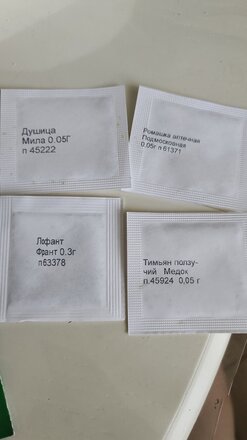 Душица
Мила 0.05Г
п 45222
Ромашка аптечная
Подмосковная
0.05г п 61371
Лофант
Франт 0.3г
п63378
Тимьян ползу-
чий Медок
п.45924 0,05 г